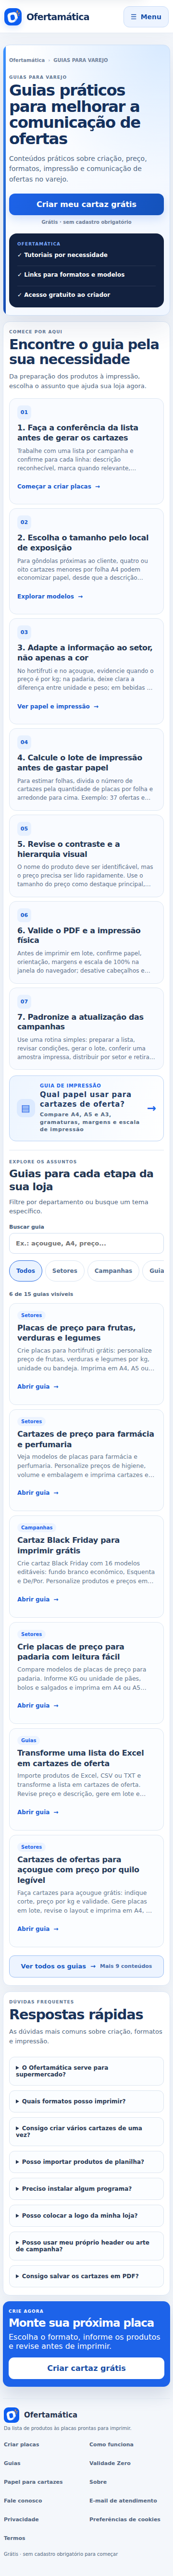 Ofertamática
☰ Menu
Ofertamática › GUIAS PARA VAREJO
GUIAS PARA VAREJO
Guias práticos
para melhorar a
comunicação de
ofertas
Conteúdos práticos sobre criação, preço,
formatos, impressão e comunicação de
ofertas no varejo.
Criar meu cartaz grátis
Grátis · sem cadastro obrigatório
OFERTAMÁTICA
✓ Tutoriais por necessidade
✓ Links para formatos e modelos
✓ Acesso gratuito ao criador
COMECE POR AQUI
Encontre o guia pela
sua necessidade
Da preparação dos produtos à impressão,
escolha o assunto que ajuda sua loja agora.
01
1. Faça a conferência da lista
antes de gerar os cartazes
Trabalhe com uma lista por campanha e
confirme para cada linha: descrição
reconhecível, marca quando relevante,...
Começar a criar placas →
02
2. Escolha o tamanho pelo local
de exposição
Para gôndolas próximas ao cliente, quatro ou
oito cartazes menores por folha A4 podem
economizar papel, desde que a descrição...
Explorar modelos →
03
3. Adapte a informação ao setor,
não apenas a cor
No hortifruti e no açougue, evidencie quando o
preço é por kg; na padaria, deixe clara a
diferença entre unidade e peso; em bebidas ...
Ver papel e impressão →
04
4. Calcule o lote de impressão
antes de gastar papel
Para estimar folhas, divida o número de
cartazes pela quantidade de placas por folha e
arredonde para cima. Exemplo: 37 ofertas e...
05
5. Revise o contraste e a
hierarquia visual
O nome do produto deve ser identificável, mas
o preço precisa ser lido rapidamente. Use o
tamanho do preço como destaque principal,...
06
6. Valide o PDF e a impressão
física
Antes de imprimir em lote, confirme papel,
orientação, margens e escala de 100% na
janela do navegador; desative cabeçalhos e...
07
7. Padronize a atualização das
campanhas
Use uma rotina simples: preparar a lista,
revisar condições, gerar o lote, conferir uma
amostra impressa, distribuir por setor e retira...
GUIA DE IMPRESSÃO
Qual papel usar para
cartazes de oferta?
Compare A4, A5 e A3,
gramaturas, margens e escala
de impressão
→
EXPLORE OS ASSUNTOS
Guias para cada etapa da
sua loja
Filtre por departamento ou busque um tema
específico.
Buscar guia
Ex.: açougue, A4, preço...
Todos
Setores
Campanhas
Guia
6 de 15 guias visíveis
Setores
Placas de preço para frutas,
verduras e legumes
Crie placas para hortifruti grátis: personalize
preço de frutas, verduras e legumes por kg,
unidade ou bandeja. Imprima em A4, A5 ou...
Abrir guia →
Setores
Cartazes de preço para farmácia
e perfumaria
Veja modelos de placas para farmácia e
perfumaria. Personalize preços de higiene,
volume e embalagem e imprima cartazes e...
Abrir guia →
Campanhas
Cartaz Black Friday para
imprimir grátis
Crie cartaz Black Friday com 16 modelos
editáveis: fundo branco econômico, Esquenta
e De/Por. Personalize produtos e preços em...
Abrir guia →
Setores
Crie placas de preço para
padaria com leitura fácil
Compare modelos de placas de preço para
padaria. Informe KG ou unidade de pães,
bolos e salgados e imprima em A4 ou A5...
Abrir guia →
Guias
Transforme uma lista do Excel
em cartazes de oferta
Importe produtos de Excel, CSV ou TXT e
transforme a lista em cartazes de oferta.
Revise preço e descrição, gere em lote e...
Abrir guia →
Setores
Cartazes de ofertas para
açougue com preço por quilo
legível
Faça cartazes para açougue grátis: indique
corte, preço por kg e validade. Gere placas
em lote, revise o layout e imprima em A4, ...
Abrir guia →
Ver todos os guias → Mais 9 conteúdos
DÚVIDAS FREQUENTES
Respostas rápidas
As dúvidas mais comuns sobre criação, formatos
e impressão.
▸ O Ofertamática serve para
supermercado?
▸ Quais formatos posso imprimir?
▸ Consigo criar vários cartazes de uma
vez?
▸ Posso importar produtos de planilha?
▸ Preciso instalar algum programa?
▸ Posso colocar a logo da minha loja?
▸ Posso usar meu próprio header ou arte
de campanha?
▸ Consigo salvar os cartazes em PDF?
CRIE AGORA
Monte sua próxima placa
Escolha o formato, informe os produtos
e revise antes de imprimir.
Criar cartaz grátis
Ofertamática
Da lista de produtos às placas prontas para imprimir.
Criar placas
Como funciona
Guias
Validade Zero
Papel para cartazes
Sobre
Fale conosco
E-mail de atendimento
Privacidade
Preferências de cookies
Termos
Grátis · sem cadastro obrigatório para começar